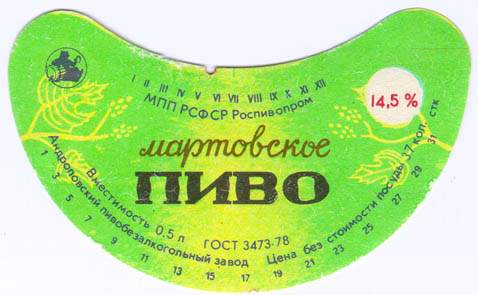 I II III IV V VI VII VIII IX X XI XII
МПП РСФСР Роспивопром
14,5 %
мартовское
ПИВО
Вместимость 0,5 л ГОСТ 3473-78 Цена без стоимости посуды 37 коп. стк
Андроповский пивобезалкогольный завод
1 3 5 7 9 11 13 15 17 19 21 23 25 27 29 31